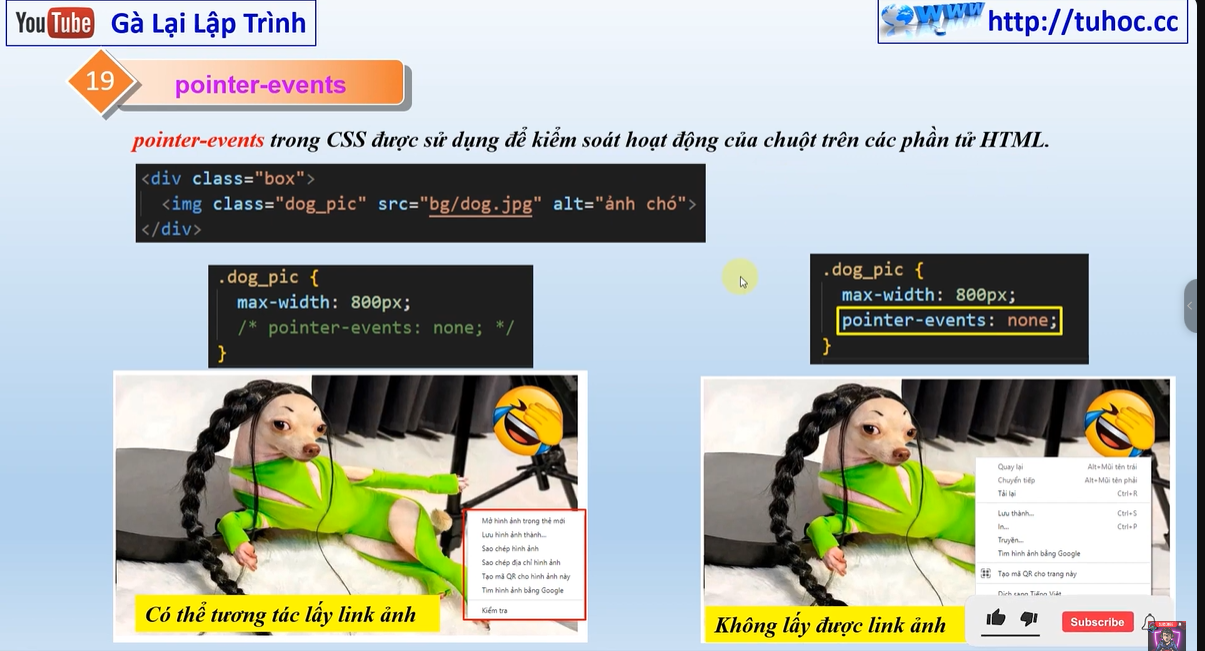 YouTube Gà Lại Lập Trình
www http://tuhoc.cc
19
pointer-events
pointer-events trong CSS được sử dụng để kiểm soát hoạt động của chuột trên các phần tử HTML.
<div class="box">
<img class="dog_pic" src="bg/dog.jpg" alt="ảnh chó">
</div>
.dog_pic {
max-width: 800px;
/* pointer-events: none; */
}
.dog_pic {
max-width: 800px;
pointer-events: none;
}
Mở hình ảnh trong thẻ mới
Lưu hình ảnh thành...
Sao chép hình ảnh
Sao chép địa chỉ hình ảnh
Tạo mã QR cho hình ảnh này
Tìm hình ảnh bằng Google
Kiểm tra
Có thể tương tác lấy link ảnh
Quay lại Alt+Mũi tên trái
Chuyển tiếp Alt+Mũi tên phải
Tải lại Ctrl+R
Lưu thành... Ctrl+S
In... Ctrl+P
Truyền...
Tìm hình ảnh bằng Google
Tạo mã QR cho trang này
Dịch sang Tiếng Việt
Không lấy được link ảnh
Subscribe